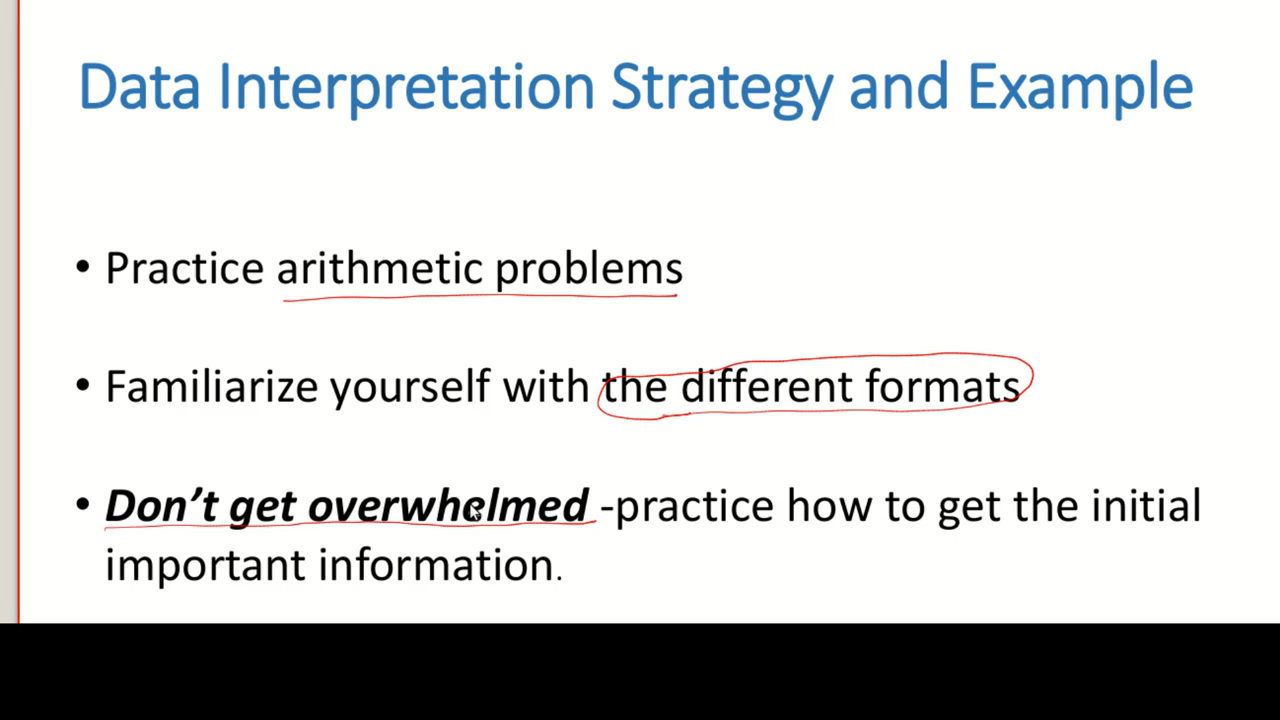 Data Interpretation Strategy and Example
• Practice arithmetic problems
• Familiarize yourself with the different formats
• Don’t get overwhelmed -practice how to get the initial
important information.